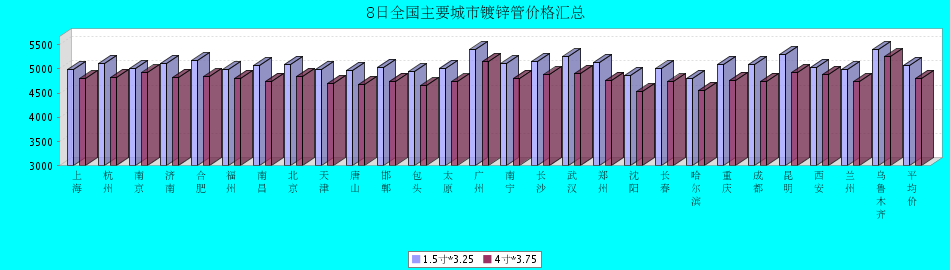 8日全国主要城市镀锌管价格汇总
5500
5000
4500
4000
3500
3000
上海 杭州 南京 济南 合肥 福州 南昌 北京 天津 唐山 邯郸 包头 太原 广州 南宁 长沙 武汉 郑州 沈阳 长春 哈尔滨 重庆 成都 昆明 西安 兰州 乌鲁木齐 平均价
1.5寸*3.25 4寸*3.75